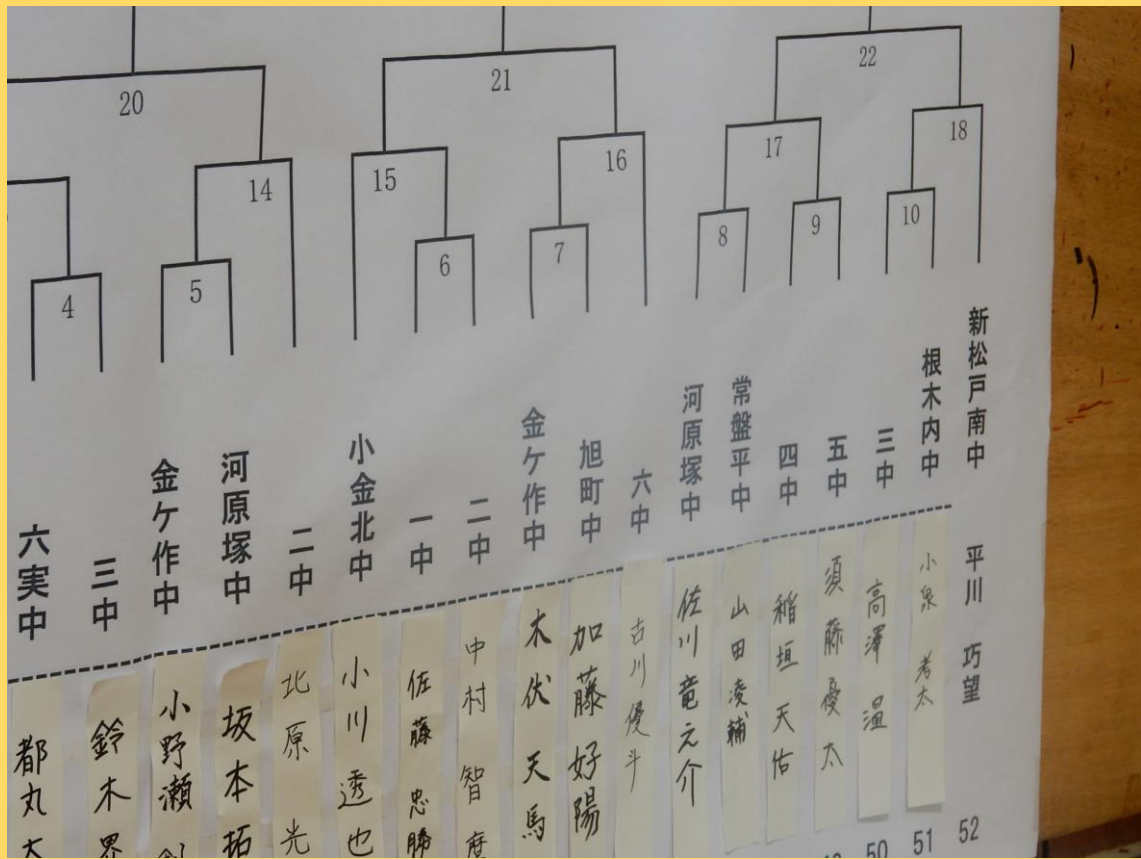 20
21
22
14
15
16
17
18
4
5
6
7
8
9
10
六実中
三中
金ケ作中
河原塚中
二中
小金北中
一中
二中
金ケ作中
旭町中
六中
河原塚中
常盤平中
四中
五中
三中
根木内中
新松戸南中
都丸
鈴木界
小野瀬
坂本拓
北原 光
小川透也
佐藤忠勝
中村 智
木伏天馬
加藤好陽
古川優斗
佐川竜之介
山田凌輔
稲垣天佑
須藤優太
高澤 温
小泉 考太
平川 巧望
50
51
52